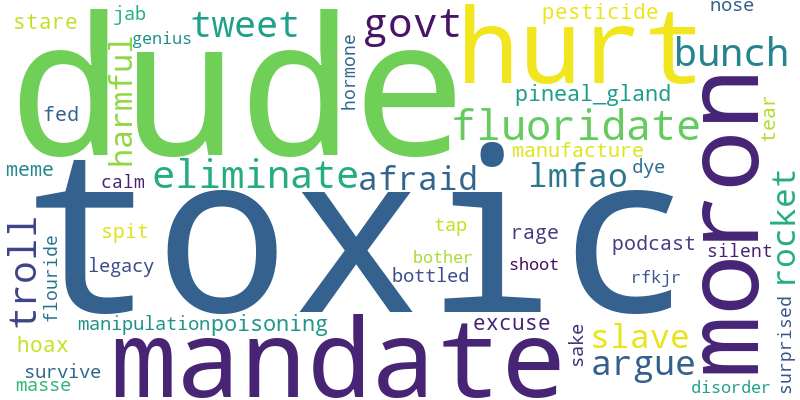 dude
toxic
hurt
moron
mandate
stare
jab
tweet
genius
govt
pesticide
nose
bunch
harmful
hormone
fed
pineal_gland
fluoridate
tear
meme
calm
eliminate
afraid
manufacture
lmfao
dye
rocket
troll
flouride
spit
legacy
tap
bother
bottled
rage
shoot
podcast
silent
rfkjr
manipulation
poisoning
excuse
sake
slave
argue
surprised
hoax
survive
masse
disorder